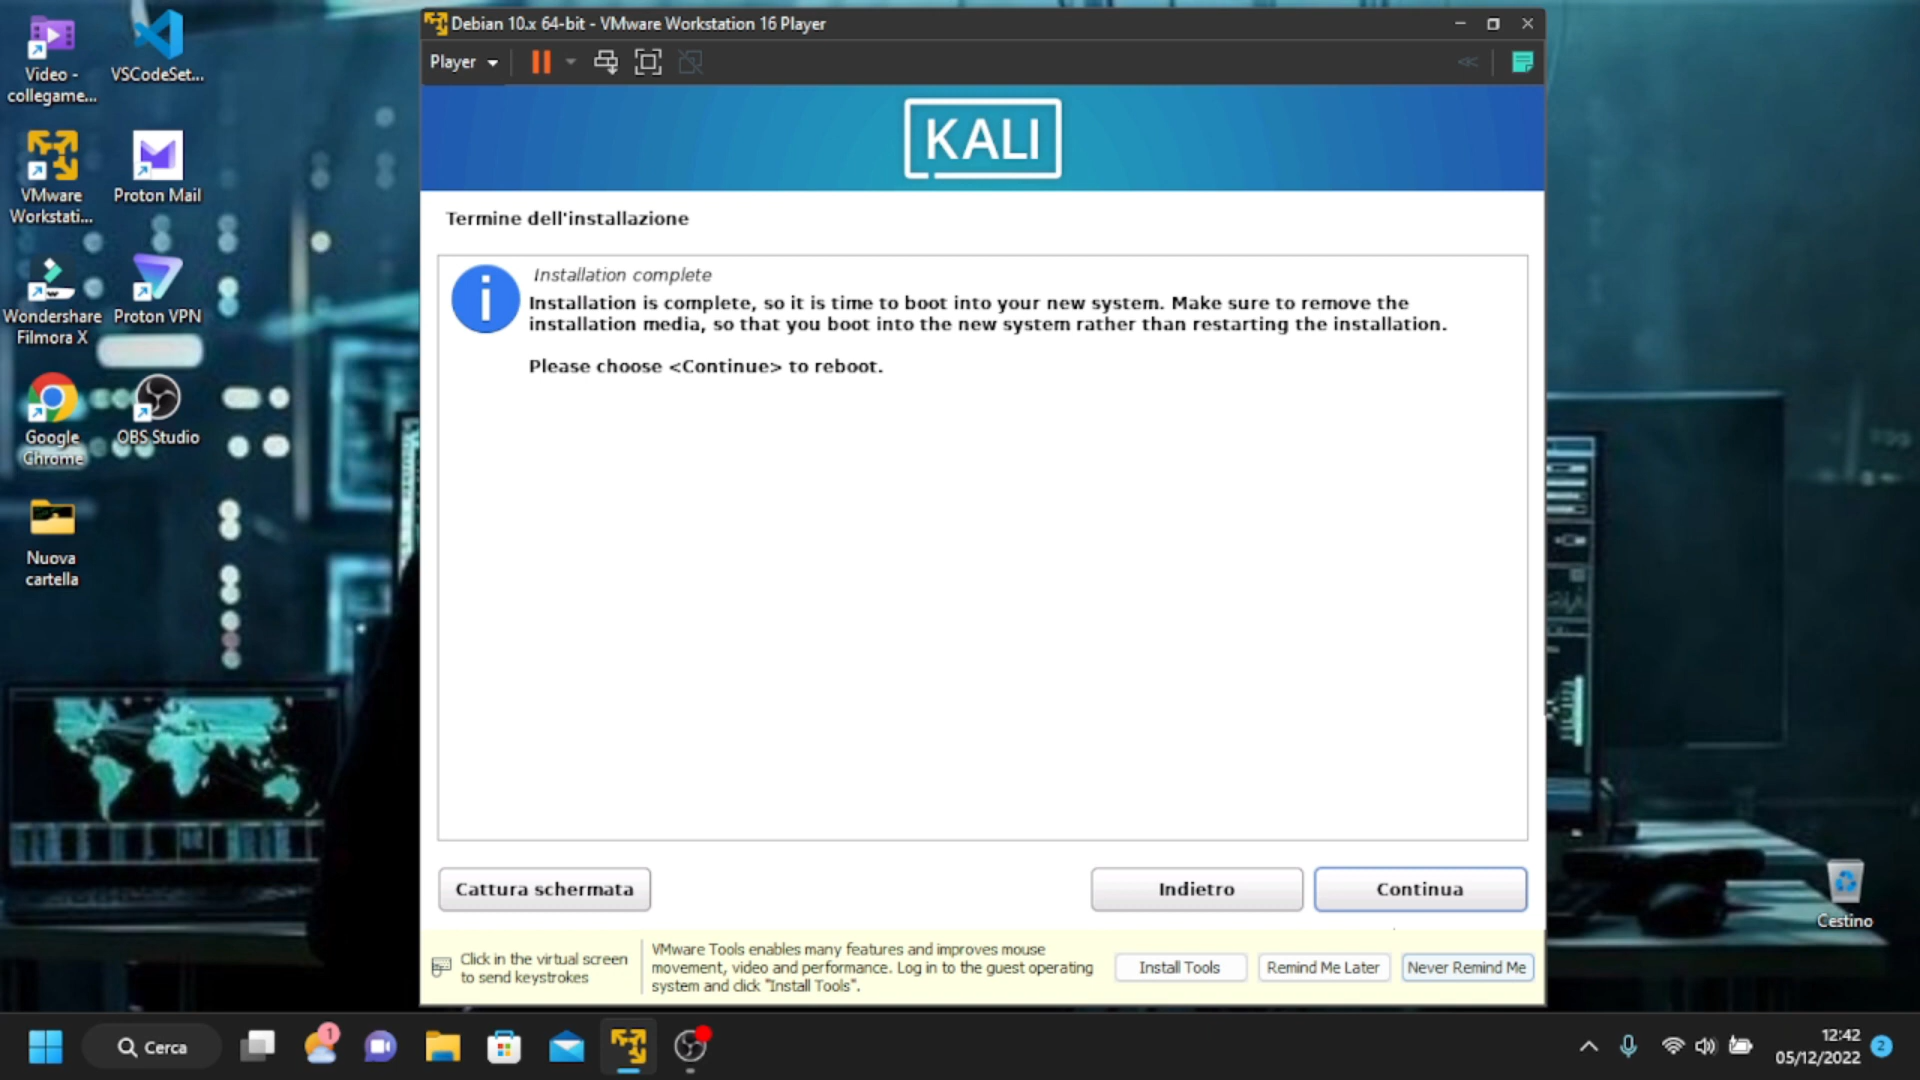 Video -
collegame...
VSCodeSet...
VMware
Workstati...
Proton Mail
Wondershare
Filmora X
Proton VPN
Google
Chrome
OBS Studio
Nuova
cartella
Debian 10.x 64-bit - VMware Workstation 16 Player
Player
KALI
Termine dell'installazione
Installation complete
Installation is complete, so it is time to boot into your new system. Make sure to remove the
installation media, so that you boot into the new system rather than restarting the installation.
Please choose <Continue> to reboot.
Cattura schermata
Indietro
Continua
Click in the virtual screen
to send keystrokes
VMware Tools enables many features and improves mouse
movement, video and performance. Log in to the guest operating
system and click "Install Tools".
Install Tools
Remind Me Later
Never Remind Me
Cestino
Cerca
1
12:42
05/12/2022
2